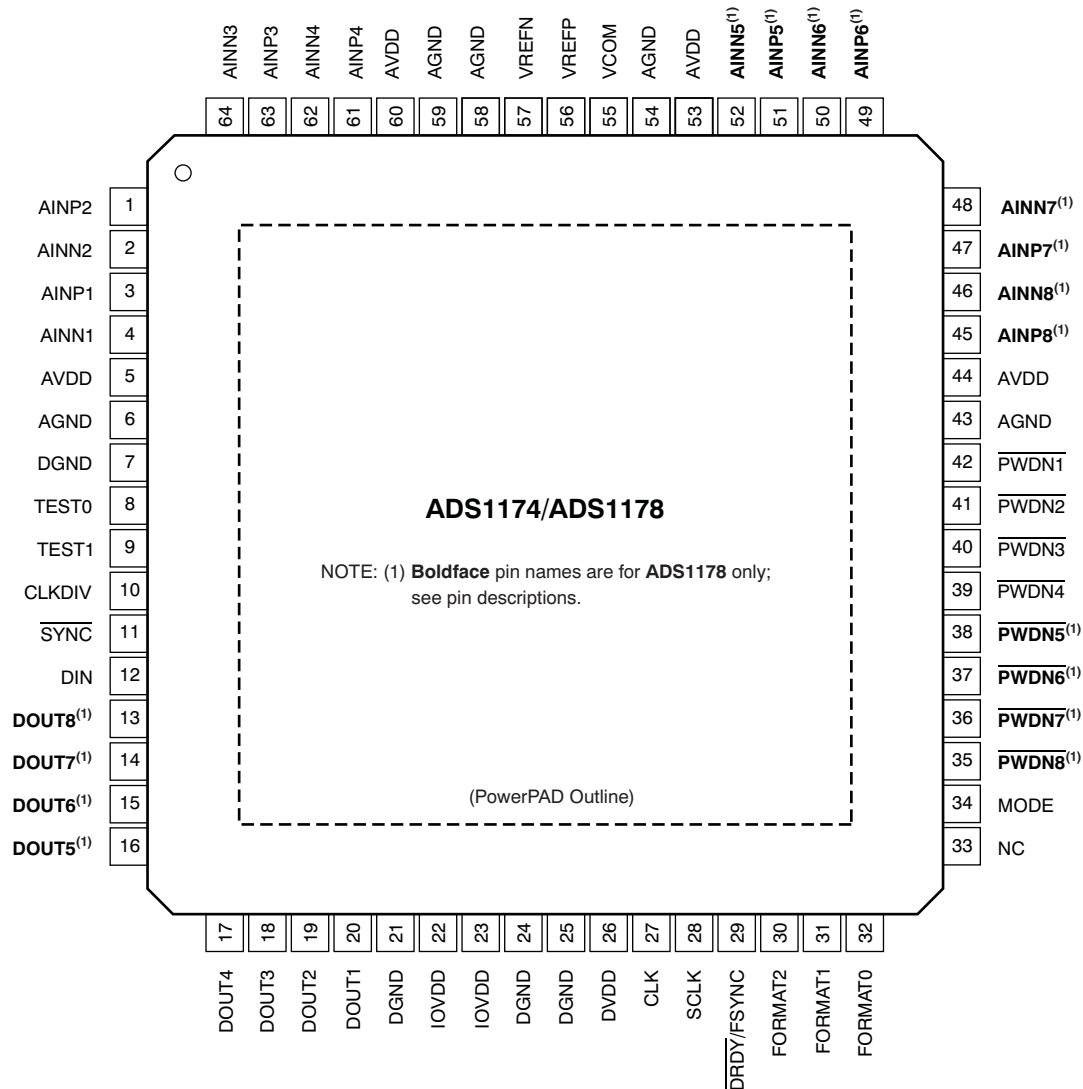 AINN3
AINP3
AINN4
AINP4
AVDD
AGND
AGND
VREFN
VREFP
VCOM
AGND
AVDD
AINN5(1)
AINP5(1)
AINN6(1)
AINP6(1)
64
63
62
61
60
59
58
57
56
55
54
53
52
51
50
49
AINP2 1
AINN2 2
AINP1 3
AINN1 4
AVDD 5
AGND 6
DGND 7
TEST0 8
TEST1 9
CLKDIV 10
SYNC 11
DIN 12
DOUT8(1) 13
DOUT7(1) 14
DOUT6(1) 15
DOUT5(1) 16
ADS1174/ADS1178
NOTE: (1) Boldface pin names are for ADS1178 only;
see pin descriptions.
(PowerPAD Outline)
48 AINN7(1)
47 AINP7(1)
46 AINN8(1)
45 AINP8(1)
44 AVDD
43 AGND
42 PWDN1
41 PWDN2
40 PWDN3
39 PWDN4
38 PWDN5(1)
37 PWDN6(1)
36 PWDN7(1)
35 PWDN8(1)
34 MODE
33 NC
17
18
19
20
21
22
23
24
25
26
27
28
29
30
31
32
DOUT4
DOUT3
DOUT2
DOUT1
DGND
IOVDD
IOVDD
DGND
DGND
DVDD
CLK
SCLK
DRDY/FSYNC
FORMAT2
FORMAT1
FORMAT0